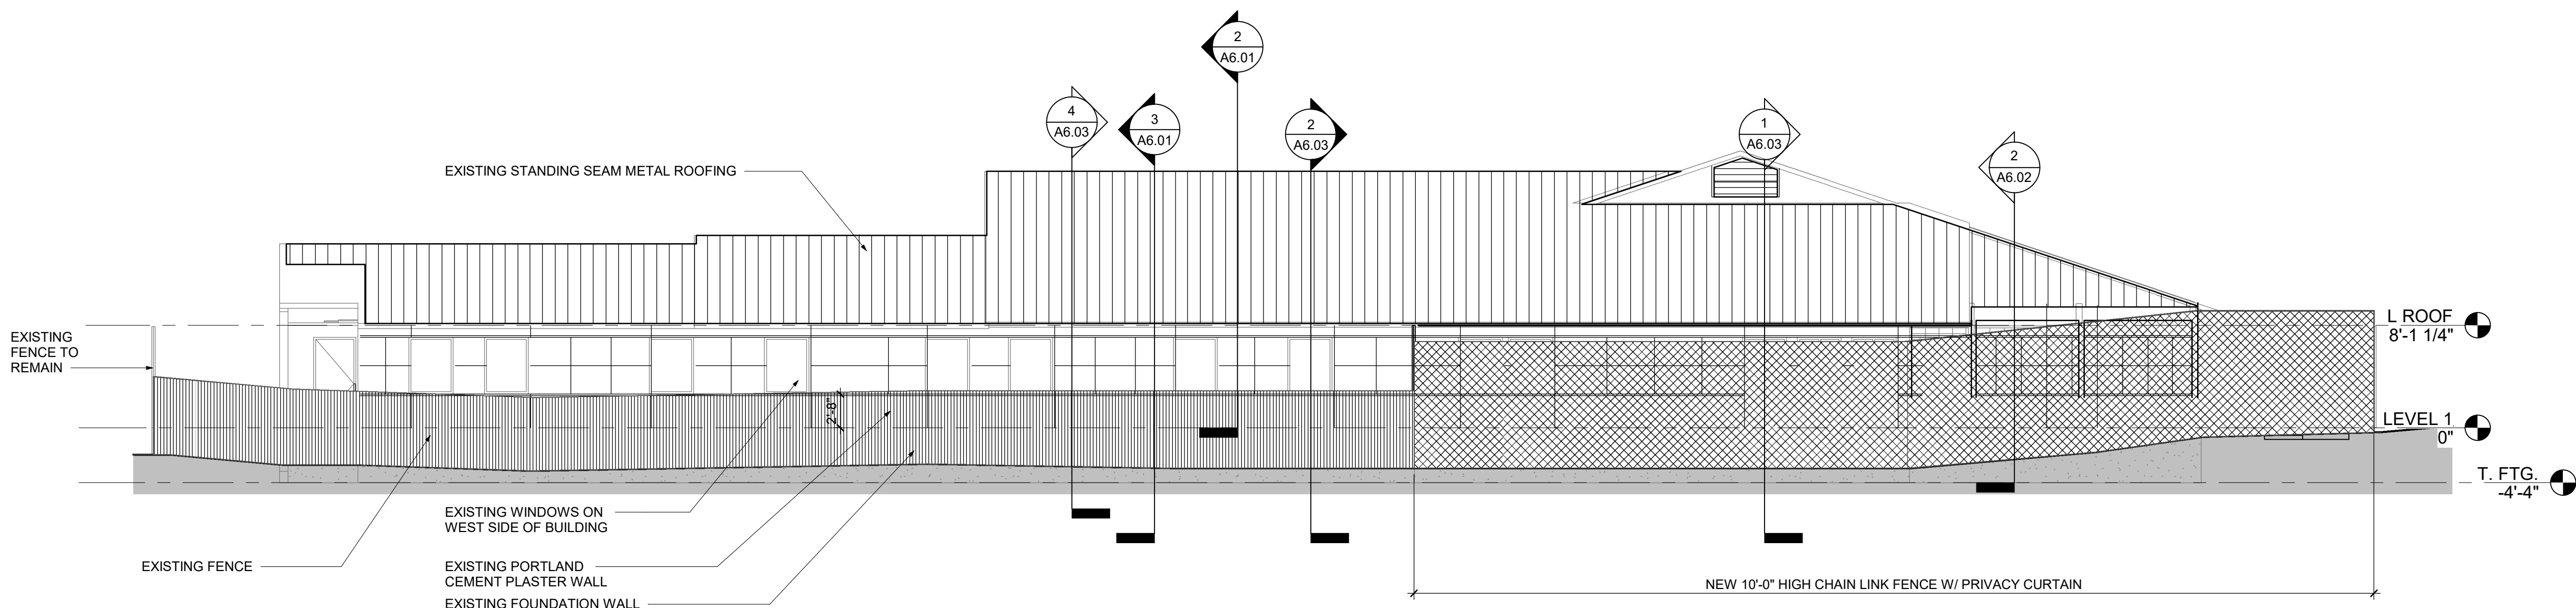 2
A6.01
4
A6.03
3
A6.01
2
A6.03
1
A6.03
2
A6.02
EXISTING STANDING SEAM METAL ROOFING
EXISTING
FENCE TO
REMAIN
L ROOF
8'-1 1/4"
2'-8"
LEVEL 1
0"
T. FTG.
-4'-4"
EXISTING WINDOWS ON
WEST SIDE OF BUILDING
EXISTING FENCE
EXISTING PORTLAND
CEMENT PLASTER WALL
EXISTING FOUNDATION WALL
NEW 10'-0" HIGH CHAIN LINK FENCE W/ PRIVACY CURTAIN